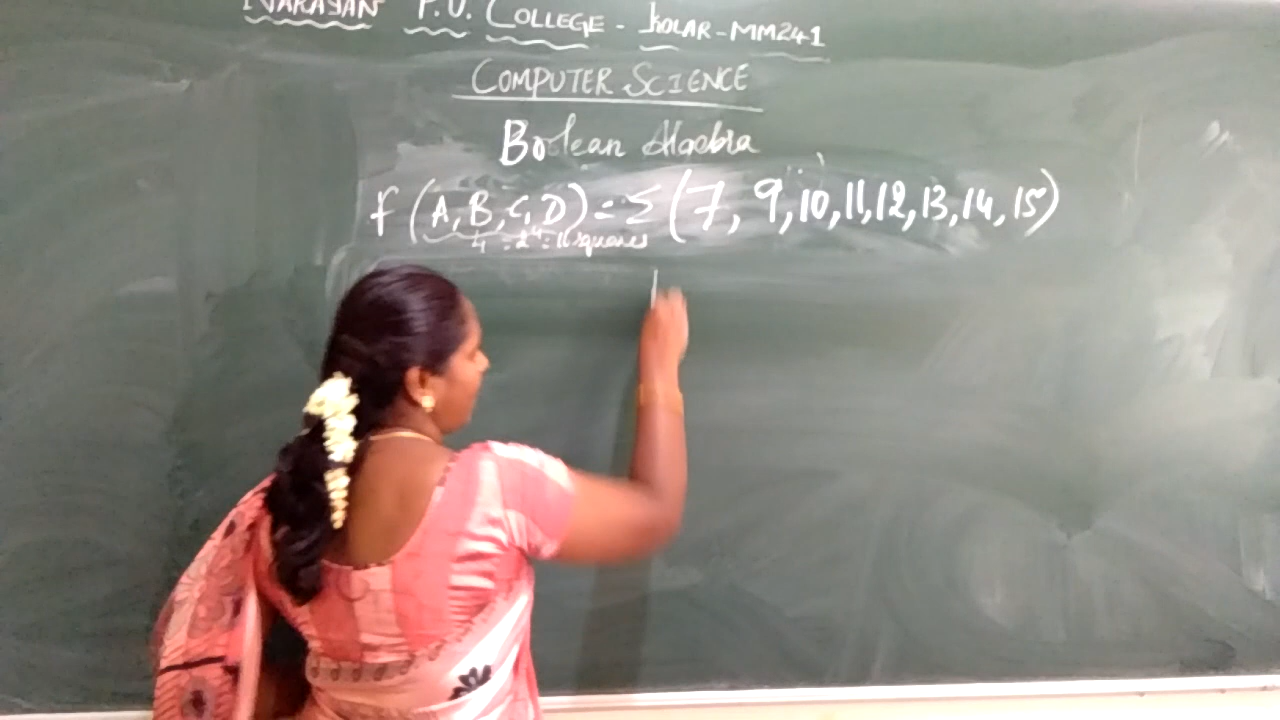 NARAYAN P.U. COLLEGE - KOLAR - MM241
COMPUTER SCIENCE
Boolean Algebra
f (A, B, C, D) = Σ (7, 9, 10, 11, 12, 13, 14, 15)
4 = 2⁴ = 16 squares